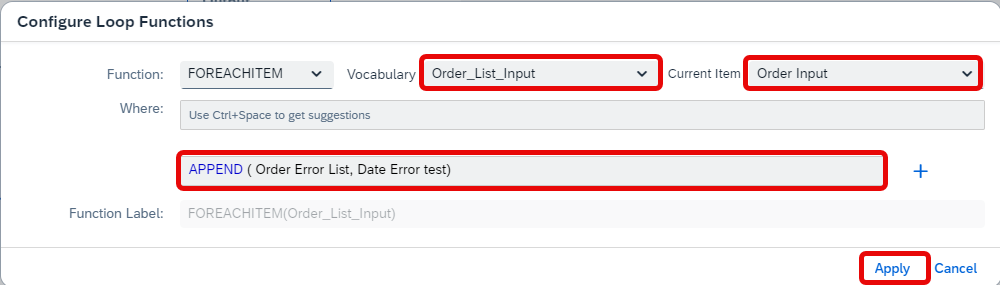 Configure Loop Functions
Function: FOREACHITEM Vocabulary Order_List_Input Current Item Order Input
Where: Use Ctrl+Space to get suggestions
APPEND ( Order Error List, Date Error test) +
Function Label: FOREACHITEM(Order_List_Input)
Apply Cancel